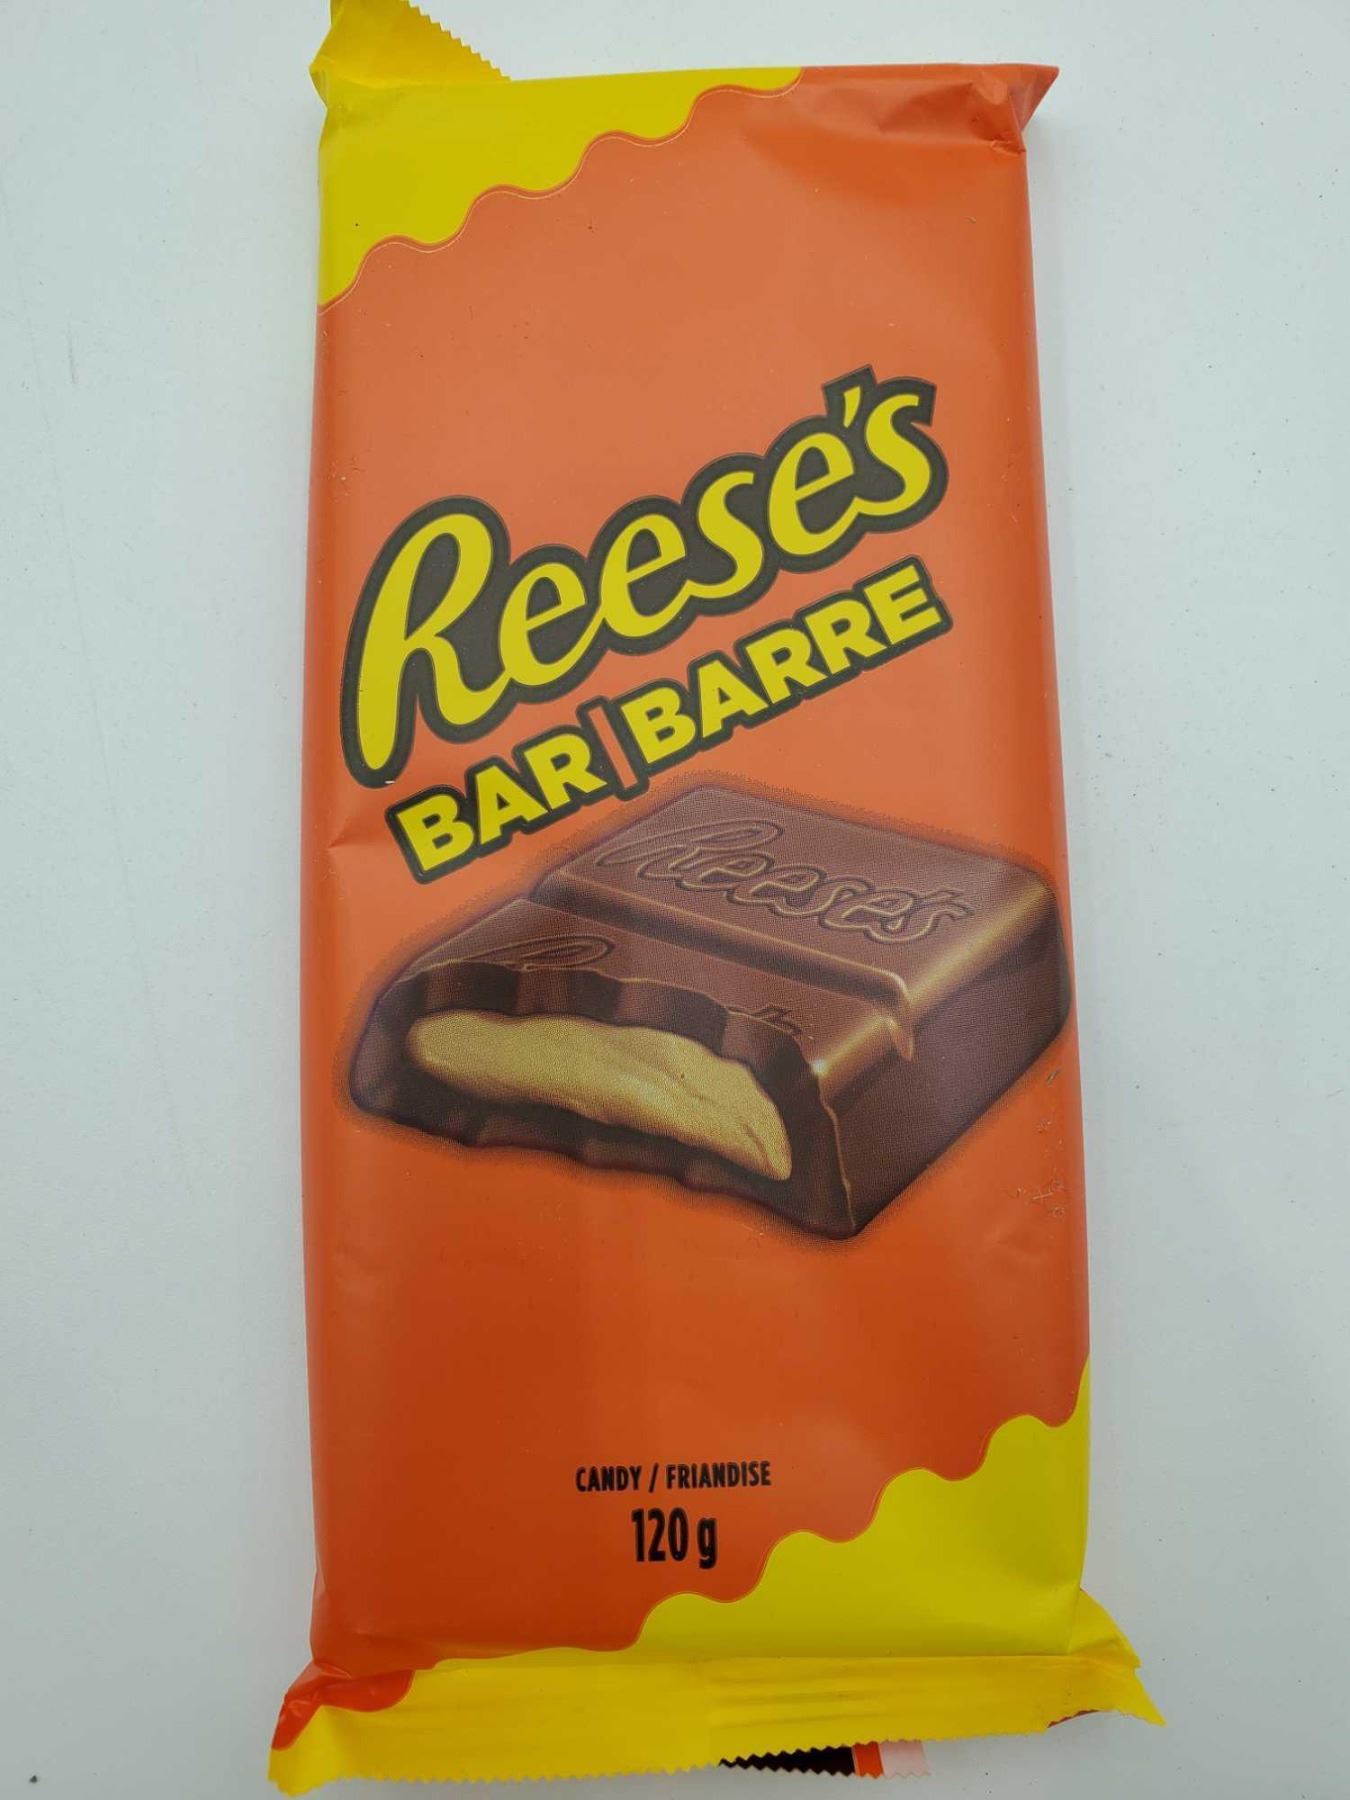 Reese's
BAR|BARRE
Reese's
CANDY / FRIANDISE
120 g